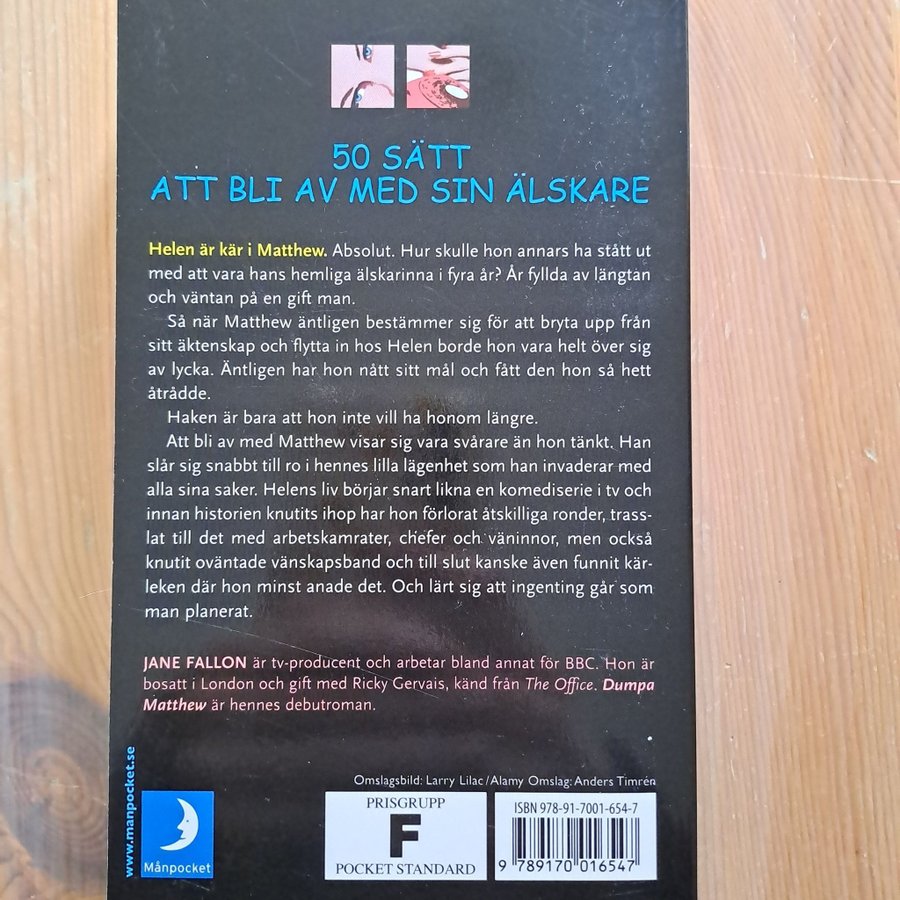 50 SÄTT
ATT BLI AV MED SIN ÄLSKARE
Helen är kär i Matthew. Absolut. Hur skulle hon annars ha stått ut
med att vara hans hemliga älskarinna i fyra år? År fyllda av längtan
och väntan på en gift man.
Så när Matthew äntligen bestämmer sig för att bryta upp från
sitt äktenskap och flytta in hos Helen borde hon vara helt över sig
av lycka. Äntligen har hon nått sitt mål och fått den hon så hett
åtrådde.
Haken är bara att hon inte vill ha honom längre.
Att bli av med Matthew visar sig vara svårare än hon tänkt. Han
slår sig snabbt till ro i hennes lilla lägenhet som han invaderar med
alla sina saker. Helens liv börjar snart likna en komediserie i tv och
innan historien knutits ihop har hon förlorat åtskilliga ronder, trass-
lat till det med arbetskamrater, chefer och väninnor, men också
knutit oväntade vänskapsband och till slut kanske även funnit kär-
leken där hon minst anade det. Och lärt sig att ingenting går som
man planerat.
JANE FALLON är tv-producent och arbetar bland annat för BBC. Hon är
bosatt i London och gift med Ricky Gervais, känd från The Office. Dumpa
Matthew är hennes debutroman.
Omslagsbild: Larry Lilac/Alamy Omslag: Anders Timrén
www.manpocket.se
Månpocket
PRISGRUPP
F
POCKET STANDARD
ISBN 978-91-7001-654-7
9 789170 016547